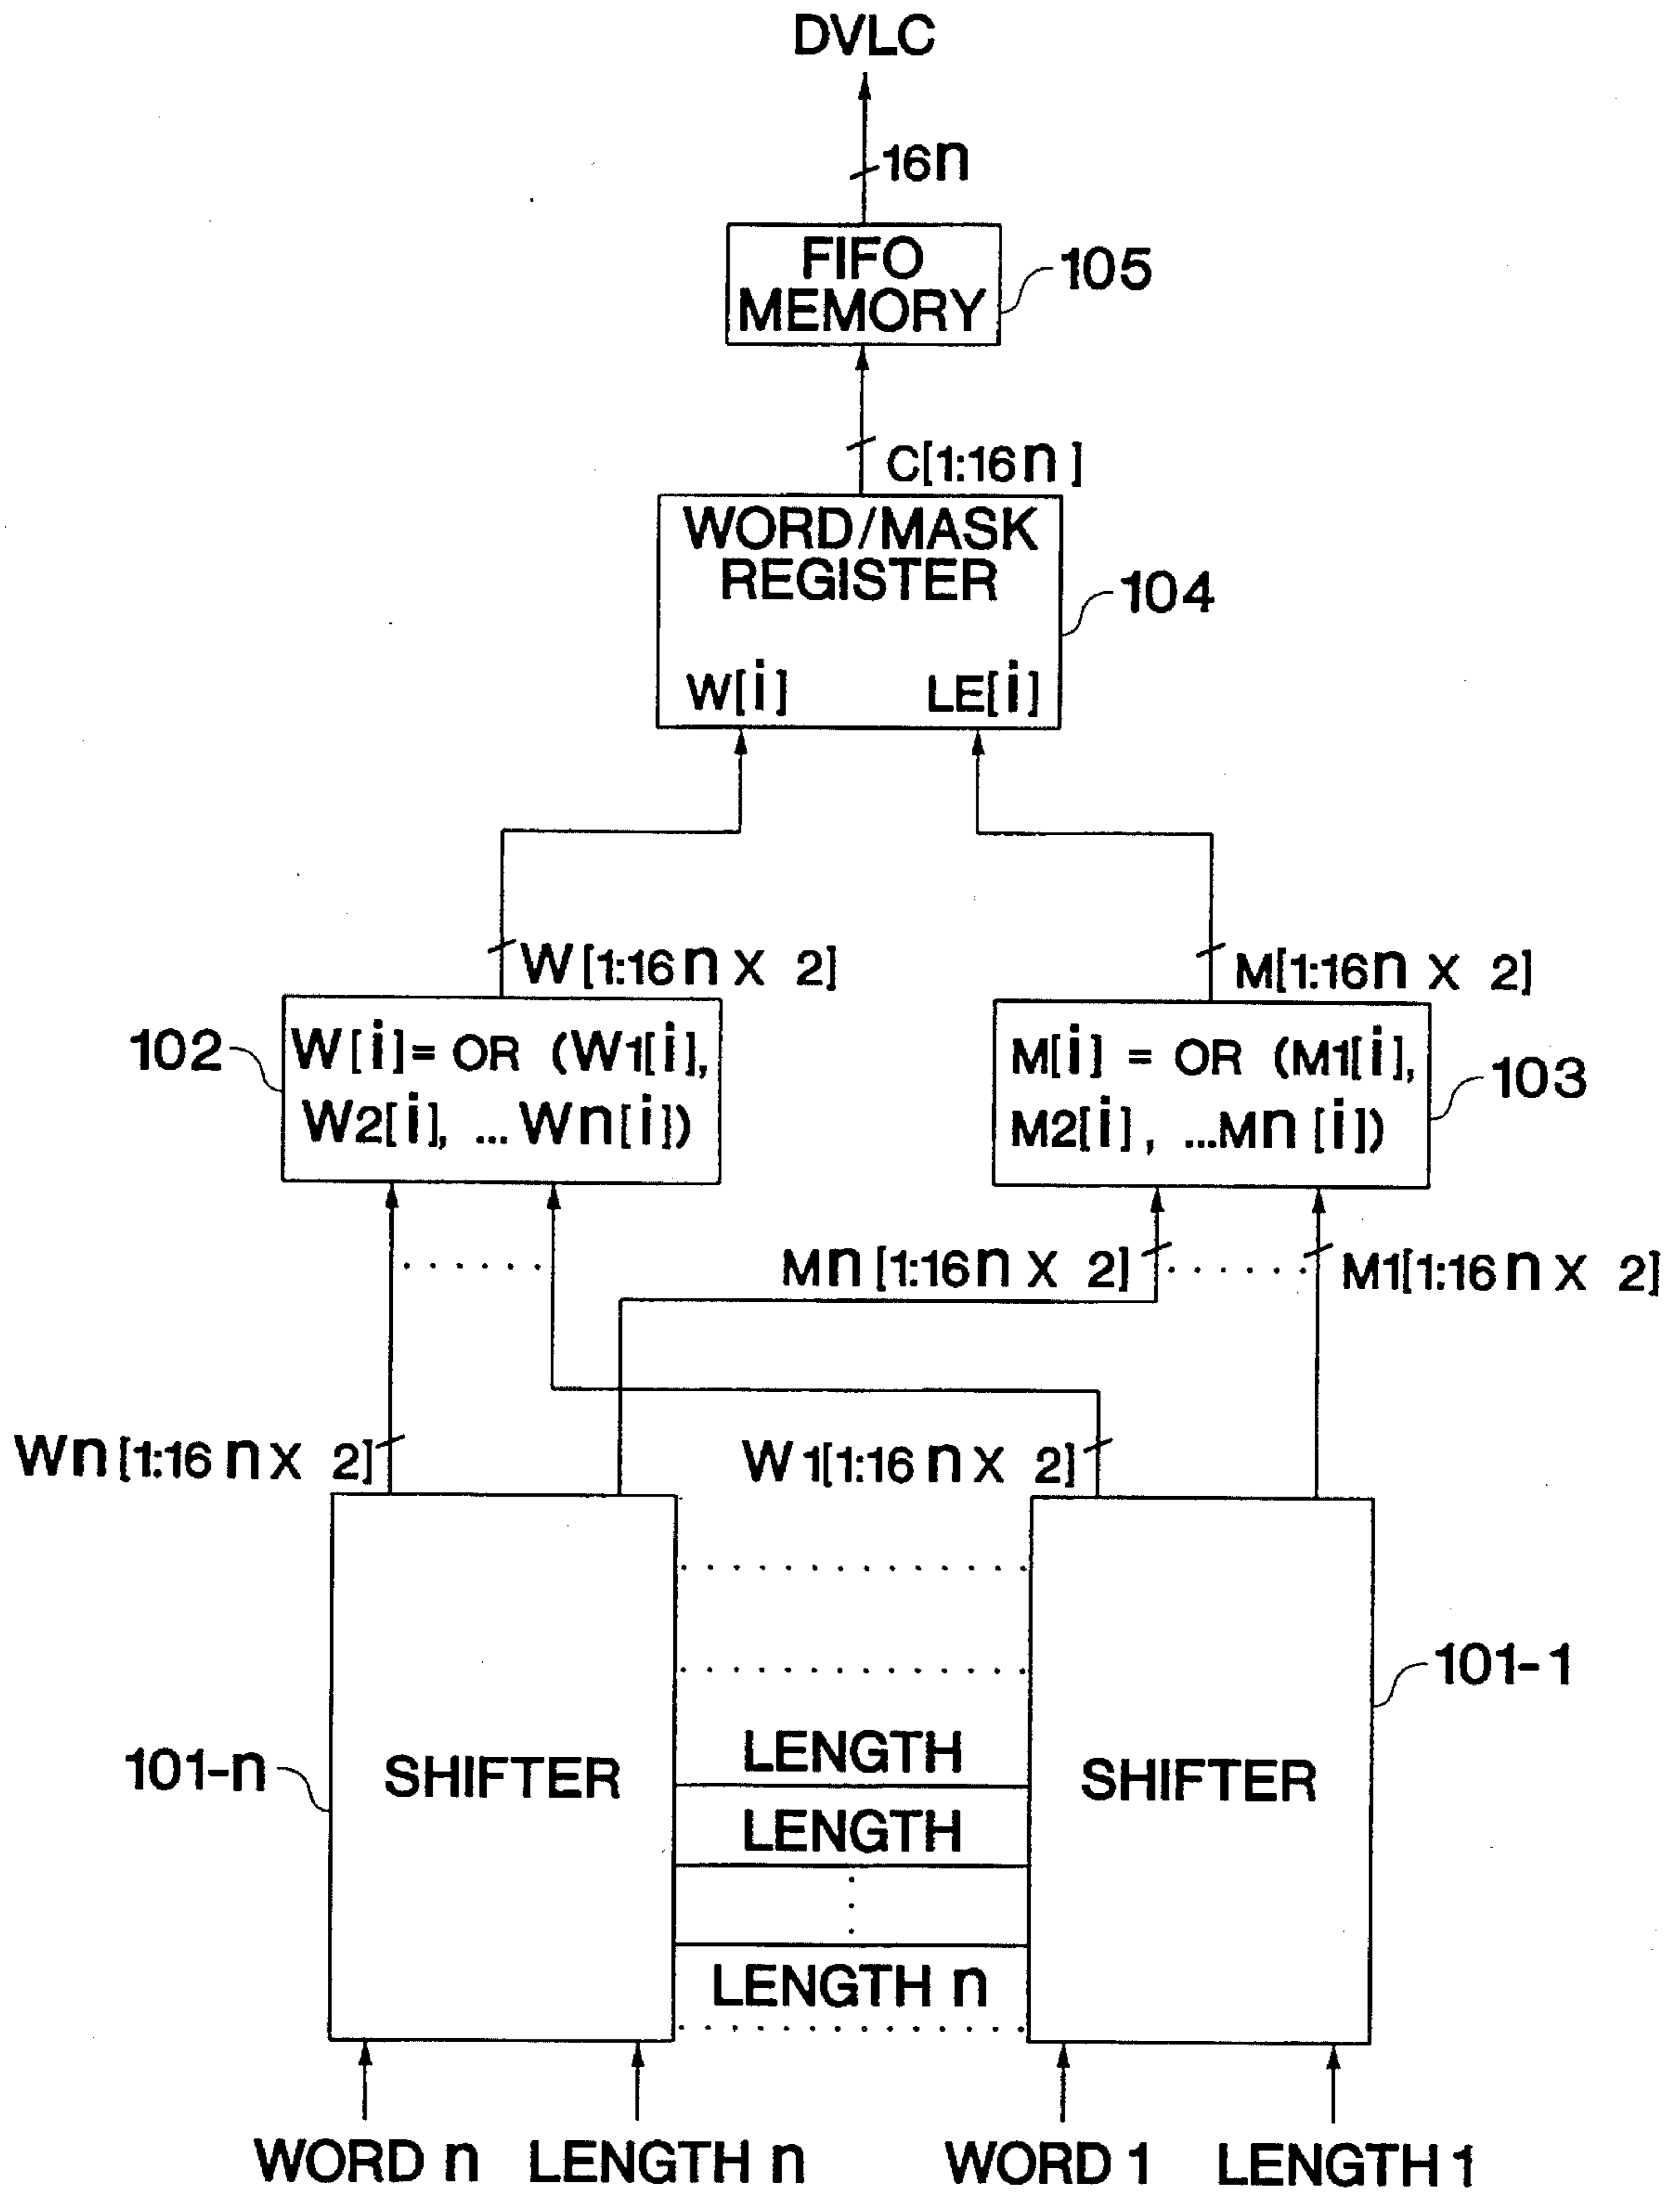 DVLC
16n
FIFO
MEMORY
105
C[1:16n]
WORD/MASK
REGISTER
104
W[i]
LE[i]
W[1:16n X 2]
M[1:16n X 2]
102
W[i]= OR (W1[i],
W2[i], ...Wn[i])
M[i] = OR (M1[i],
M2[i], ...Mn[i])
103
Mn[1:16n X 2]
M1[1:16n X 2]
Wn[1:16n X 2]
W1[1:16n X 2]
101-1
LENGTH
101-n
SHIFTER
SHIFTER
LENGTH
LENGTH n
WORD n
LENGTH n
WORD 1
LENGTH 1